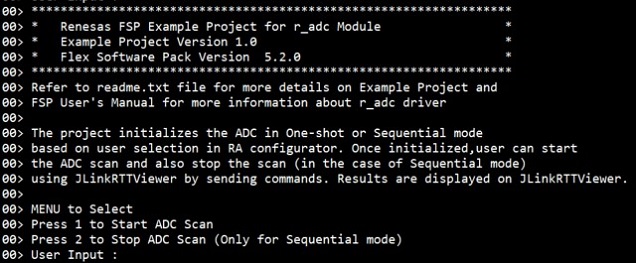 00> ******************************************************************
00> *   Renesas FSP Example Project for r_adc Module                 *
00> *   Example Project Version 1.0                                  *
00> *   Flex Software Pack Version  5.2.0                            *
00> ******************************************************************
00> Refer to readme.txt file for more details on Example Project and
00> FSP User's Manual for more information about r_adc driver
00>
00> The project initializes the ADC in One-shot or Sequential mode
00> based on user selection in RA configurator. Once initialized,user can start
00> the ADC scan and also stop the scan (in the case of Sequential mode)
00> using JLinkRTTViewer by sending commands. Results are displayed on JLinkRTTViewer.
00>
00> MENU to Select
00> Press 1 to Start ADC Scan
00> Press 2 to Stop ADC Scan (Only for Sequential mode)
00> User Input :